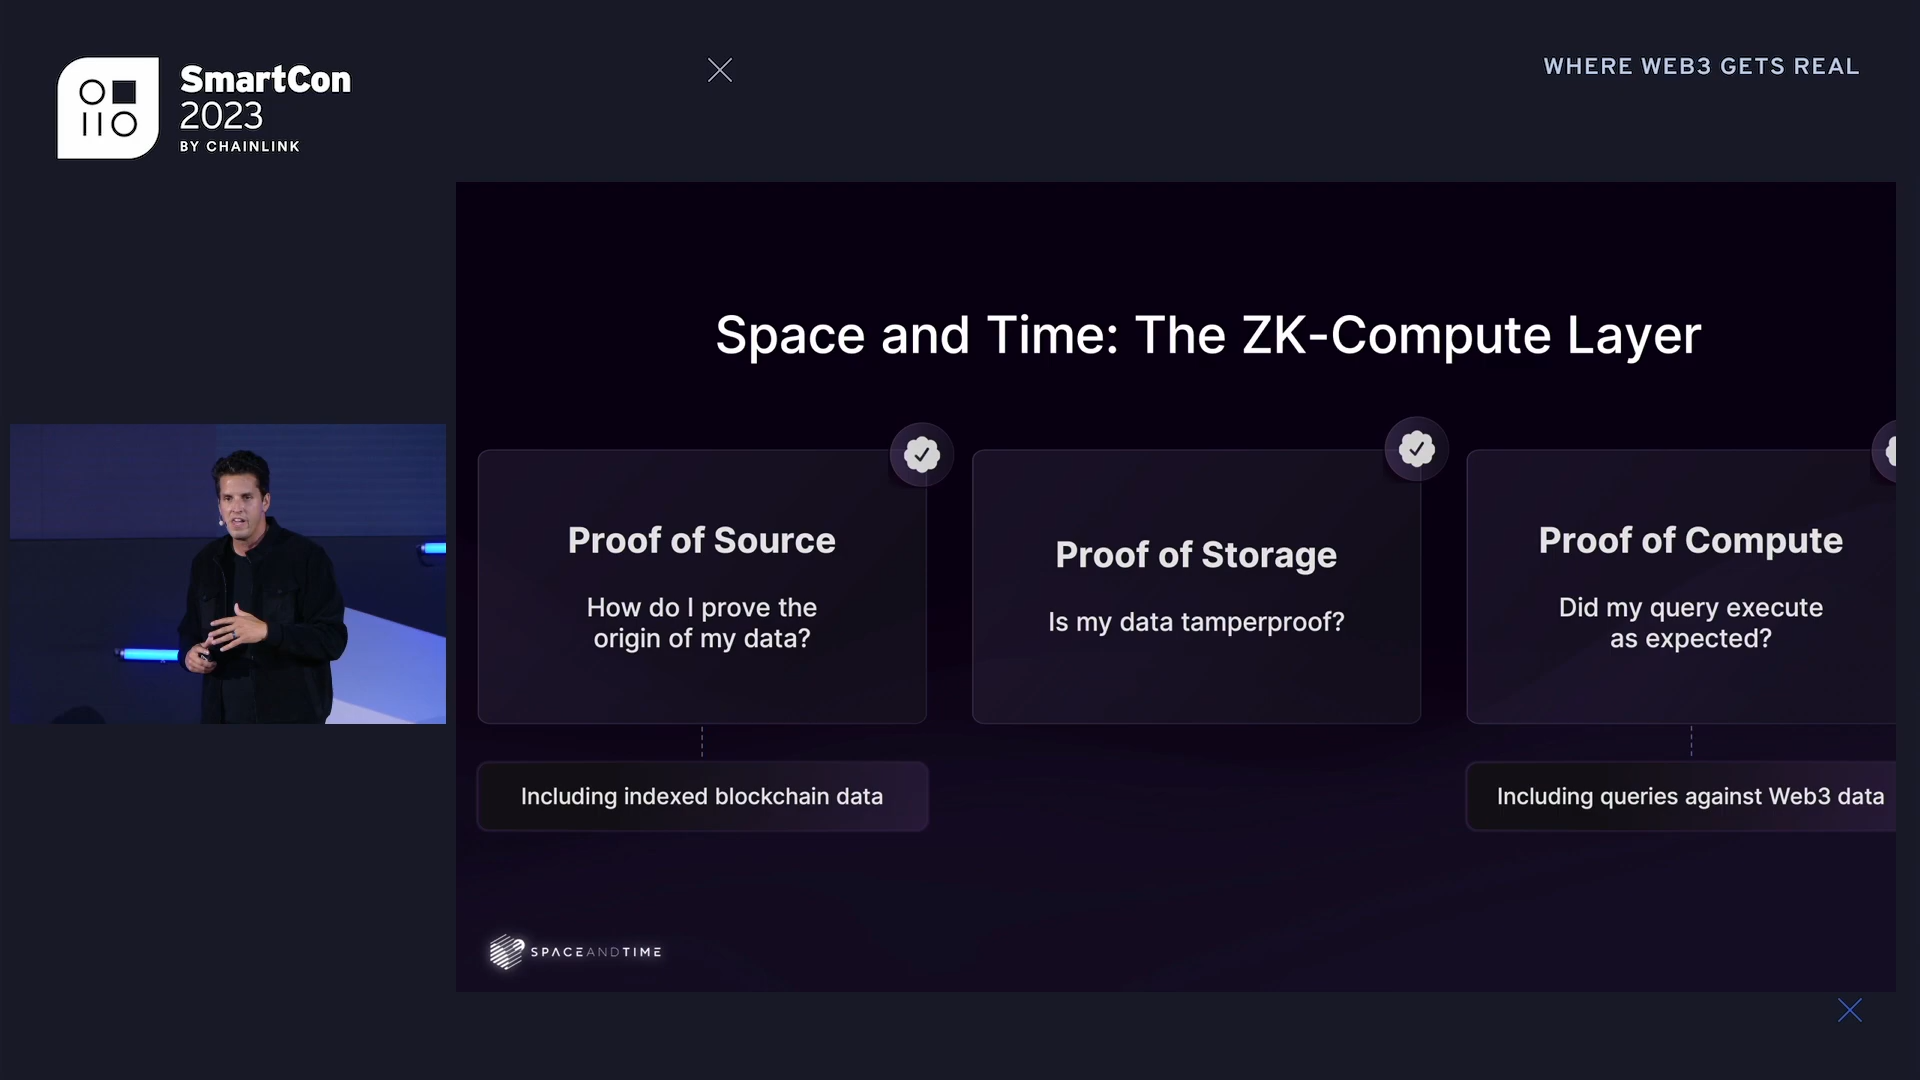 SmartCon
2023
BY CHAINLINK
WHERE WEB3 GETS REAL
Space and Time: The ZK-Compute Layer
Proof of Source
How do I prove the
origin of my data?
Including indexed blockchain data
Proof of Storage
Is my data tamperproof?
Proof of Compute
Did my query execute
as expected?
Including queries against Web3 data
SPACEANDTIME